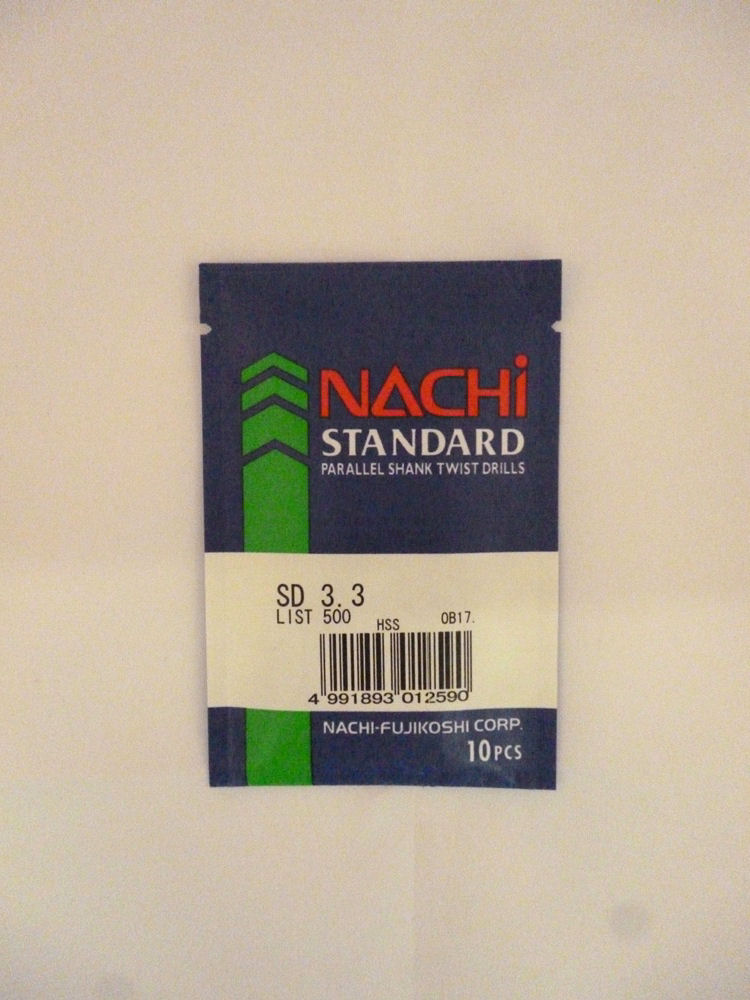 NACHi
STANDARD
PARALLEL SHANK TWIST DRILLS
SD 3.3
LIST 500 HSS OB17.
4 991893 012590
NACHI-FUJIKOSHI CORP.
10PCS